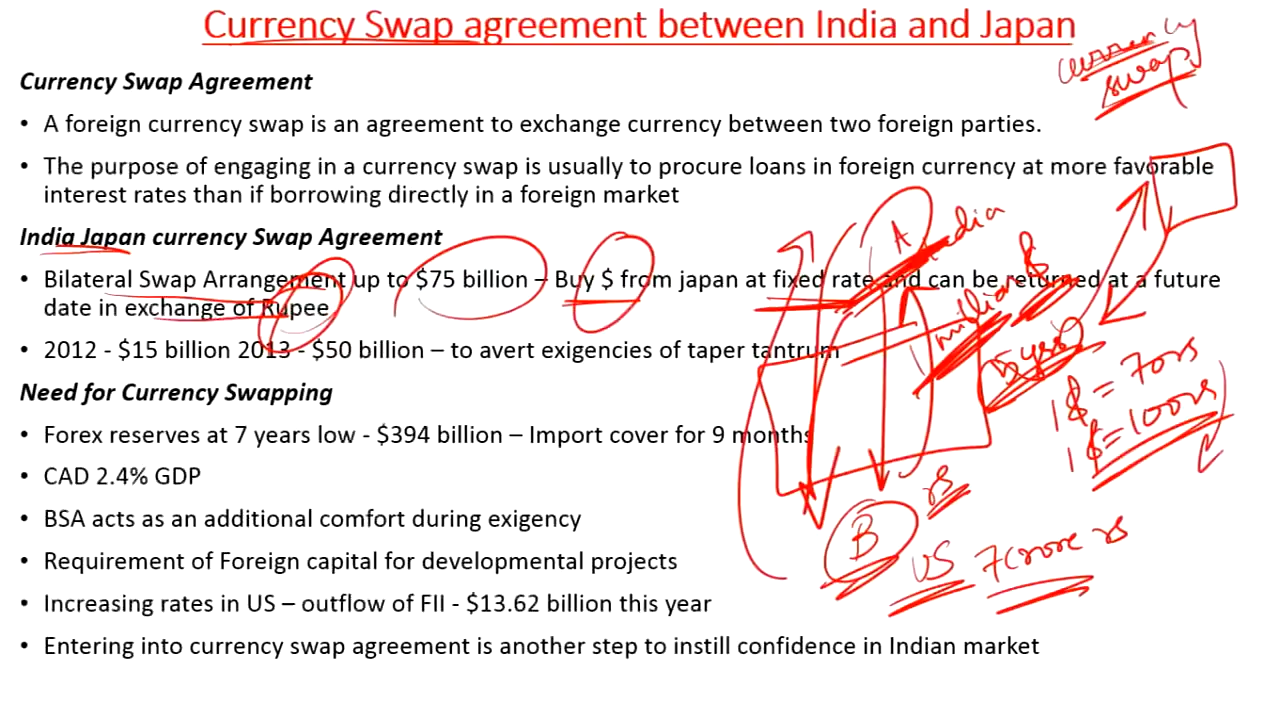 Currency Swap agreement between India and Japan
currency
swap
Currency Swap Agreement
• A foreign currency swap is an agreement to exchange currency between two foreign parties.
• The purpose of engaging in a currency swap is usually to procure loans in foreign currency at more favorable
interest rates than if borrowing directly in a foreign market
India Japan currency Swap Agreement
• Bilateral Swap Arrangement up to $75 billion – Buy $ from japan at fixed rate and can be returned at a future
date in exchange of Rupee
• 2012 - $15 billion 2013 - $50 billion – to avert exigencies of taper tantrum
Need for Currency Swapping
• Forex reserves at 7 years low - $394 billion – Import cover for 9 months
• CAD 2.4% GDP
• BSA acts as an additional comfort during exigency
• Requirement of Foreign capital for developmental projects
• Increasing rates in US – outflow of FII - $13.62 billion this year
• Entering into currency swap agreement is another step to instill confidence in Indian market
A India
1 million $
5 yrs
1$ = 70rs
1$ = 100rs
B rs
US 7crore rs